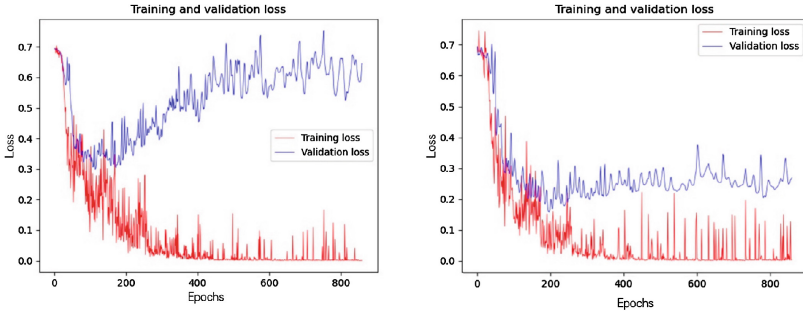 Training and validation loss
0.7
0.6
0.5
0.4
0.3
0.2
0.1
0.0
Loss
Training loss
Validation loss
0
200
400
600
800
Epochs
Training and validation loss
0.7
0.6
0.5
0.4
0.3
0.2
0.1
0.0
Loss
Training loss
Validation loss
0
200
400
600
800
Epochs